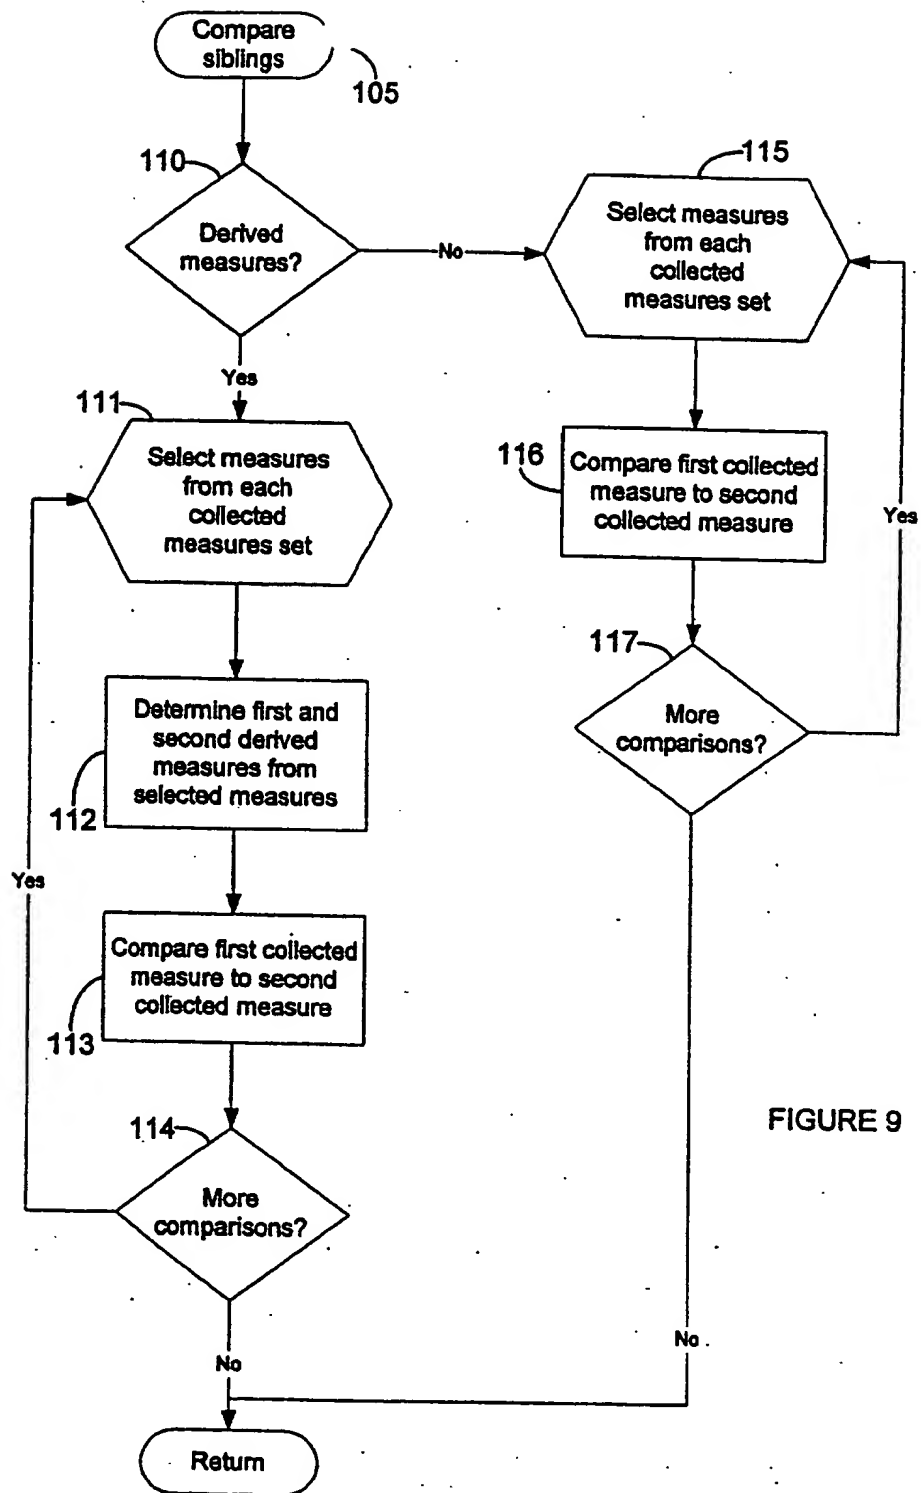 Compare
siblings
105
110
Derived
measures?
No
Yes
115
Select measures
from each
collected
measures set
111
Select measures
from each
collected
measures set
116
Compare first collected
measure to second
collected measure
Yes
117
More
comparisons?
112
Determine first and
second derived
measures from
selected measures
Yes
113
Compare first collected
measure to second
collected measure
FIGURE 9
114
More
comparisons?
No
No
Return